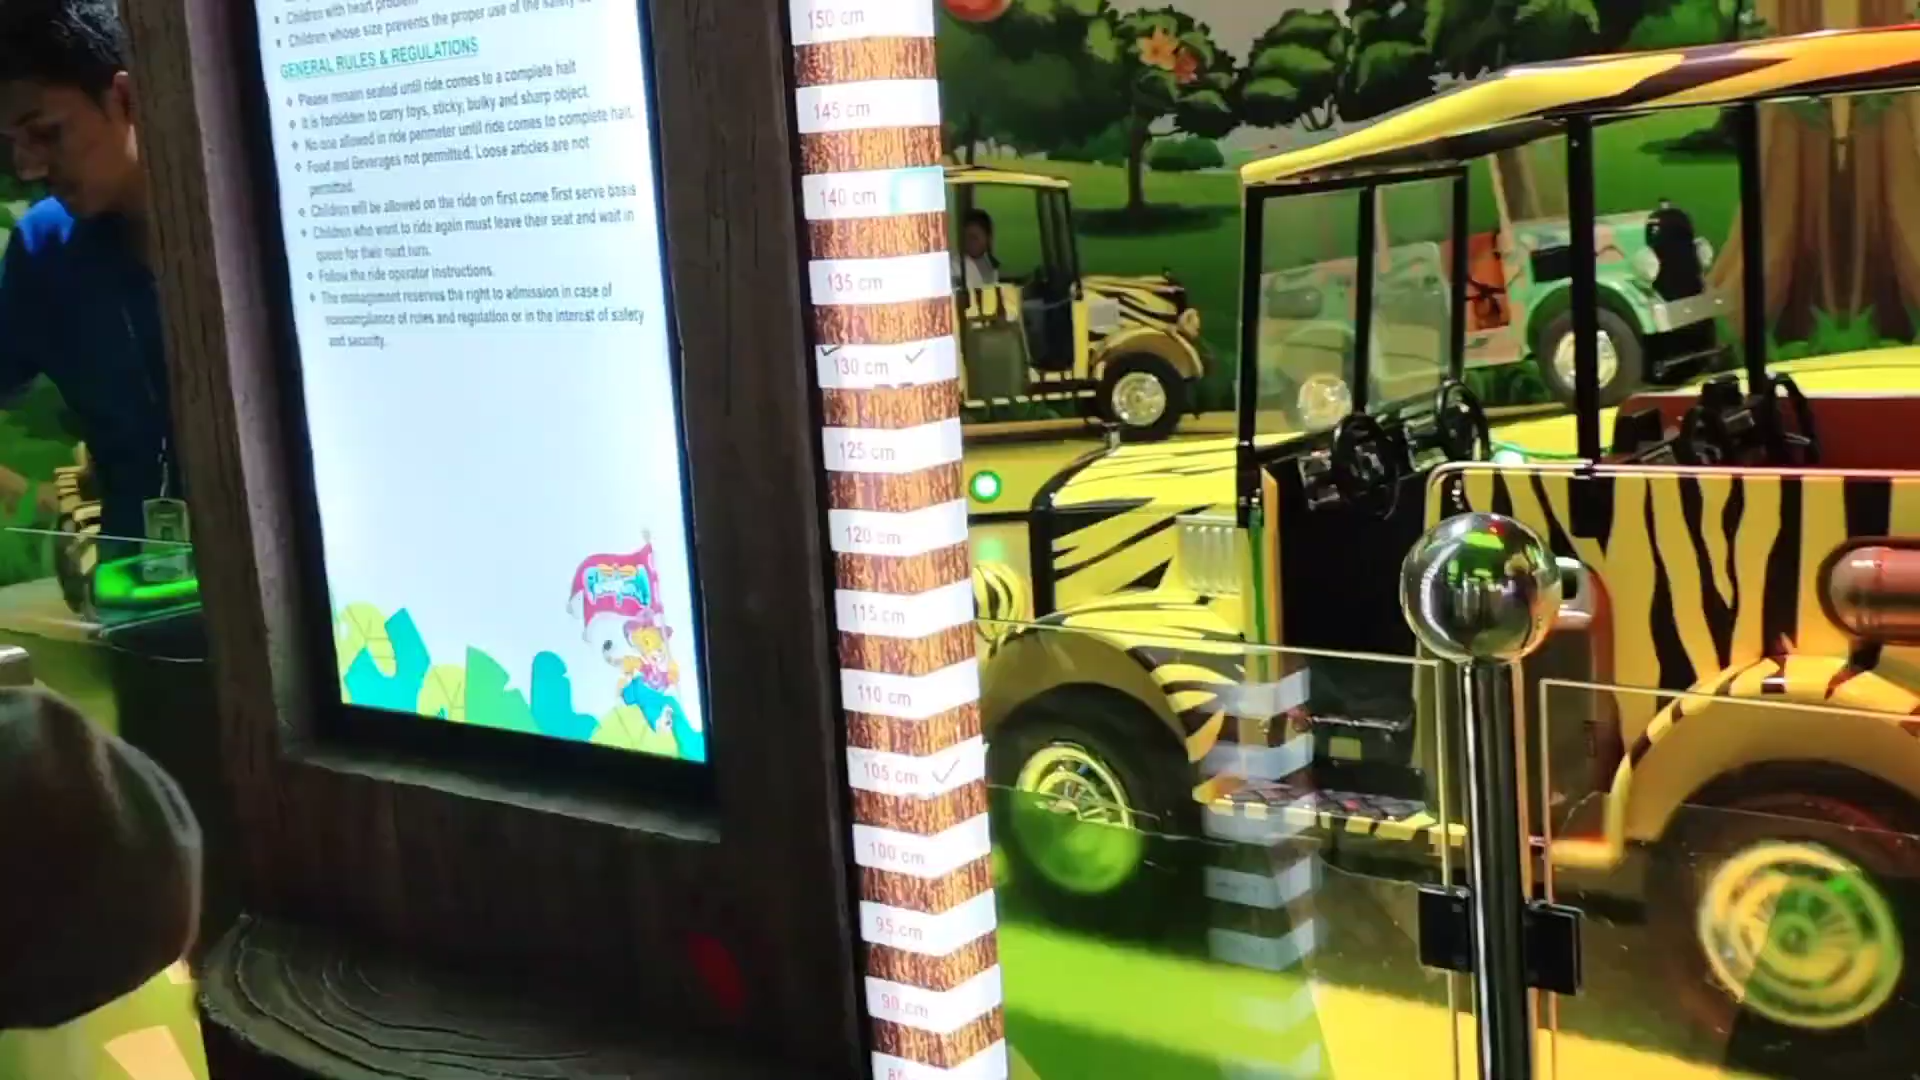 Children with heart problem
Children whose size prevents the proper use of the safety
GENERAL RULES & REGULATIONS
Please remain seated until ride comes to a complete halt
It is forbidden to carry toys, sticky, bulky and sharp object.
No one allowed in ride perimeter until ride comes to complete halt.
Food and Beverages not permitted. Loose articles are not
permitted.
Children will be allowed on the ride on first come first serve basis
Children who want to ride again must leave their seat and wait in
queue for their next turn.
Follow the ride operator instructions.
The management reserves the right to admission in case of
noncompliance of rules and regulation or in the interest of safety
and security.
150 cm
145 cm
140 cm
135 cm
130 cm
125 cm
120 cm
115 cm
110 cm
105 cm
100 cm
95 cm
90 cm